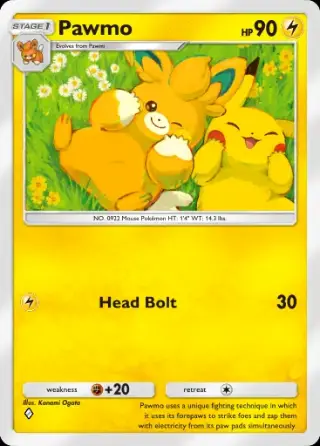 STAGE 1
Pawmo
HP 90
Evolves from Pawmi
NO. 0922 Mouse Pokémon HT: 1'4" WT: 14.3 lbs.
Head Bolt 30
weakness +20 retreat
Illus. Konami Ogata
Pawmo uses a unique fighting technique in which
it uses its forepaws to strike foes and zap them
with electricity from its paw pads simultaneously.